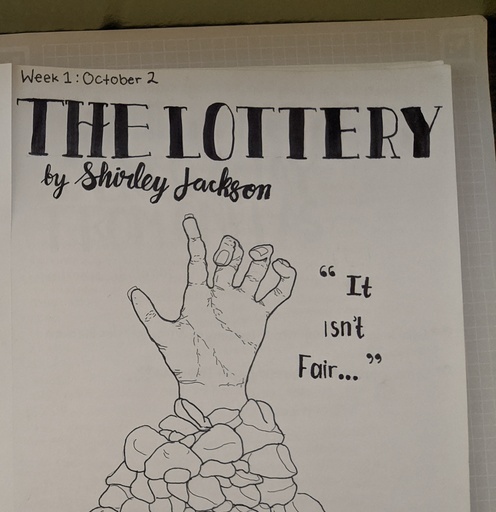 Week 1: October 2
THE LOTTERY
by Shirley Jackson
“ It
isn't
Fair... ”